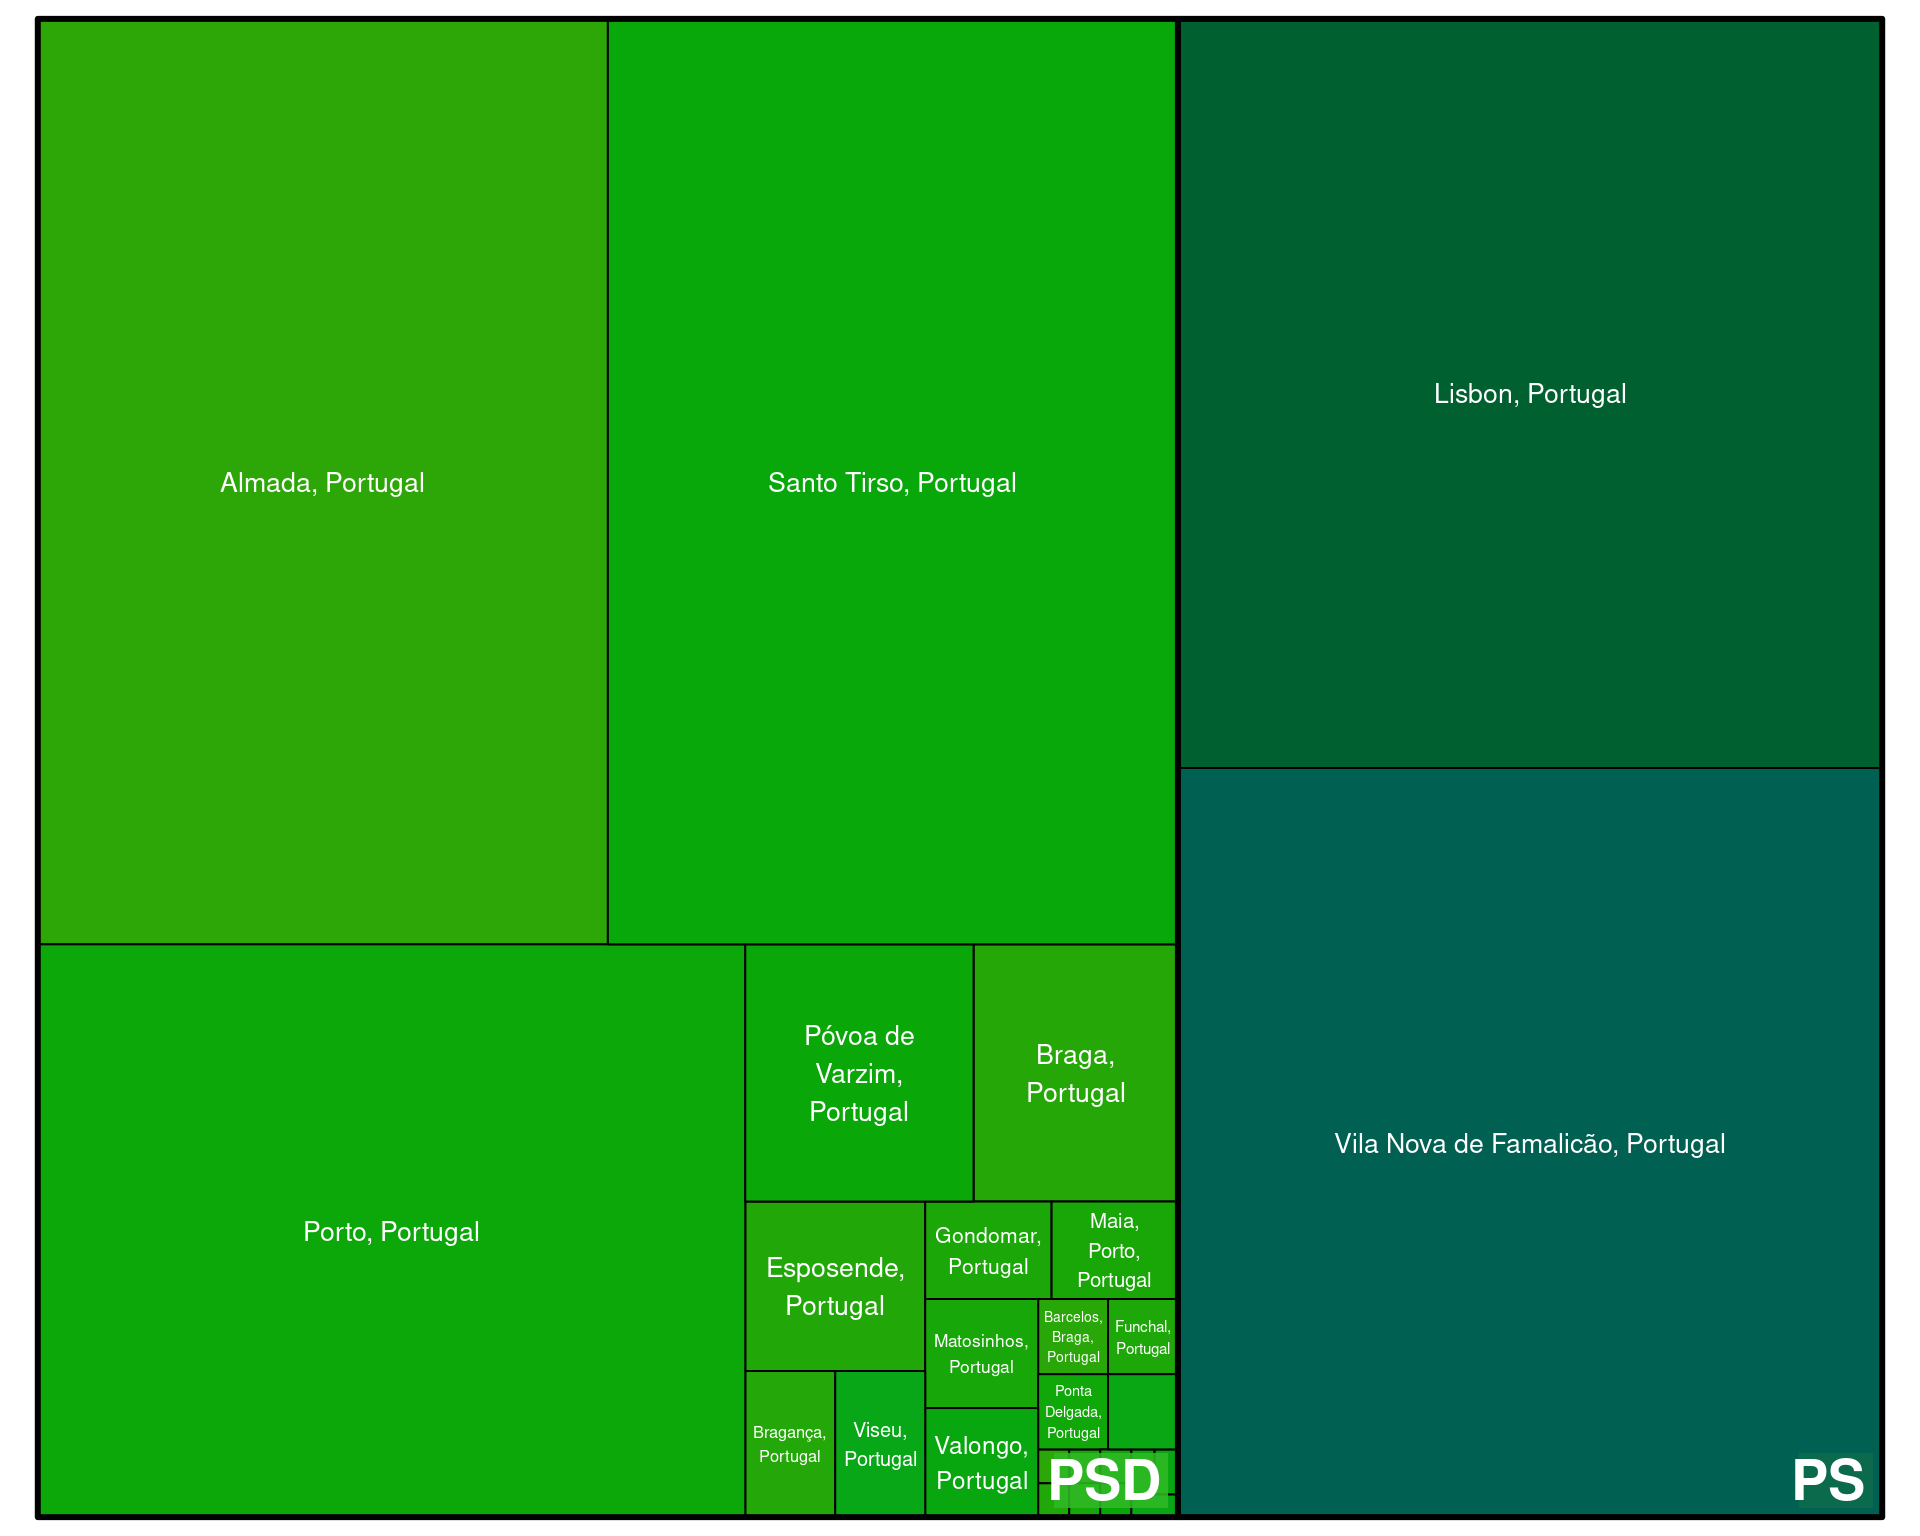 Almada, Portugal
Santo Tirso, Portugal
Lisbon, Portugal
Porto, Portugal
Póvoa de
Varzim,
Portugal
Braga,
Portugal
Esposende,
Portugal
Gondomar,
Portugal
Maia,
Porto,
Portugal
Matosinhos,
Portugal
Barcelos,
Braga,
Portugal
Funchal,
Portugal
Ponta
Delgada,
Portugal
Bragança,
Portugal
Viseu,
Portugal
Valongo,
Portugal
PSD
Vila Nova de Famalicão, Portugal
PS